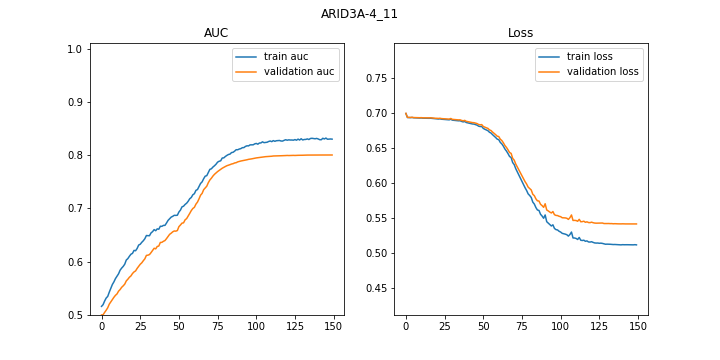 ARID3A-4_11
AUC
train auc
validation auc
1.0
0.9
0.8
0.7
0.6
0.5
0 25 50 75 100 125 150
Loss
train loss
validation loss
0.75
0.70
0.65
0.60
0.55
0.50
0.45
0 25 50 75 100 125 150